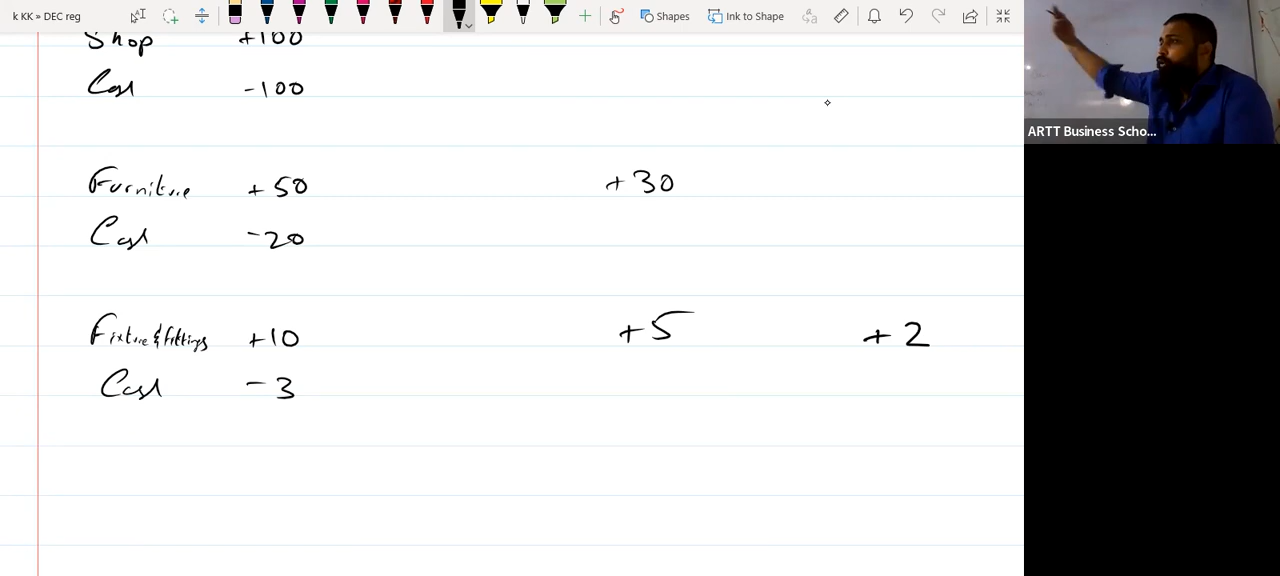 k KK » DEC reg
Shapes
Ink to Shape
Shop +100
Cash -100
ARTT Business Scho...
Furniture +50 +30
Cash -20
Fixture & fittings +10 +5 +2
Cash -3